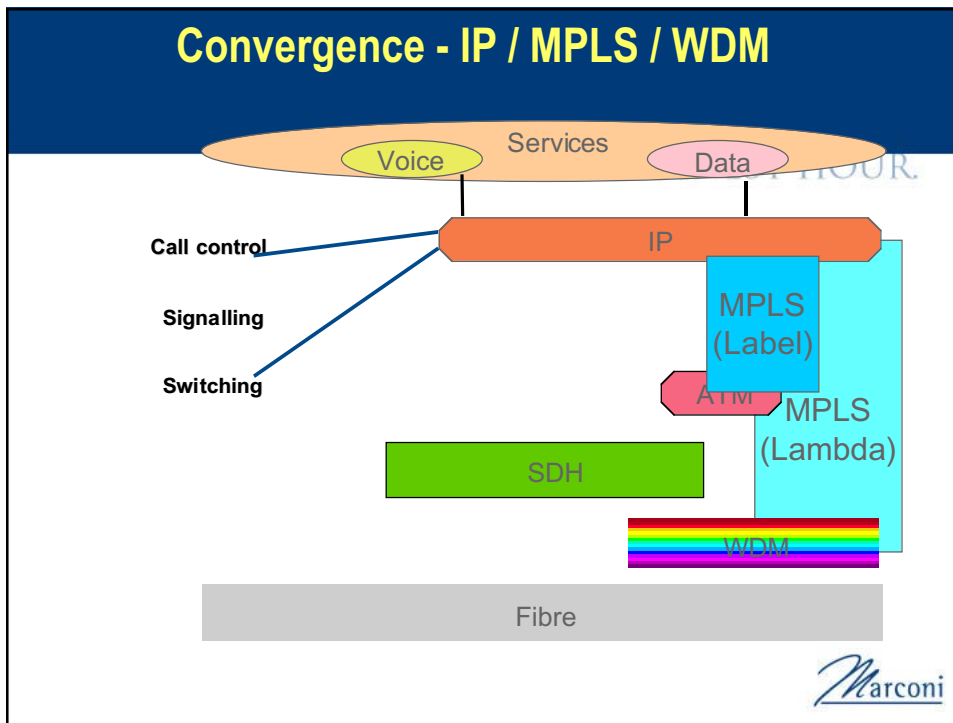 Convergence - IP / MPLS / WDM
Services
Voice
Data
HOUR.
Call control
IP
Signalling
MPLS
(Label)
Switching
ATM
MPLS
(Lambda)
SDH
WDM
Fibre
Marconi